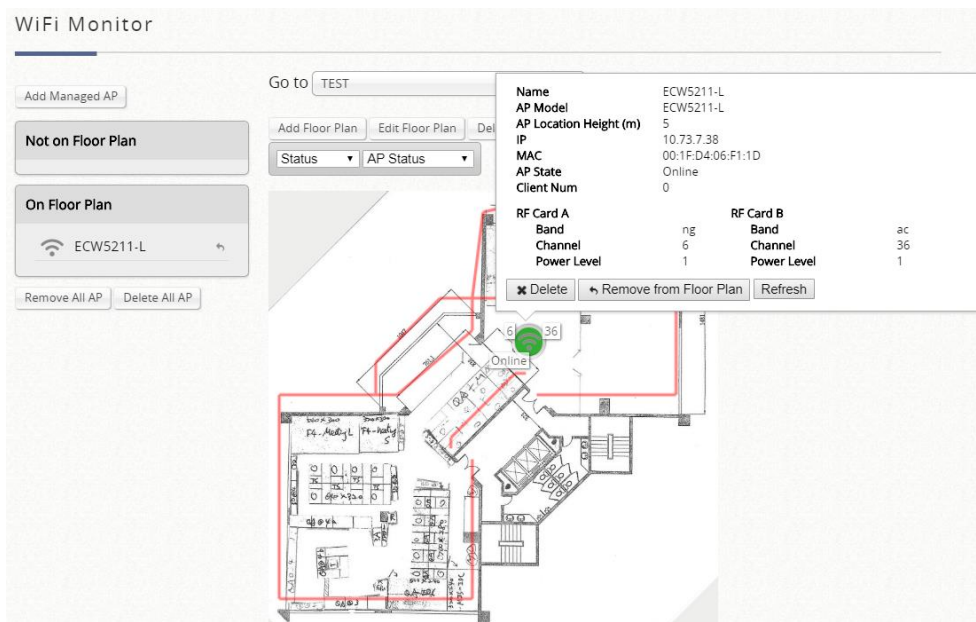 WiFi Monitor
Add Managed AP
Not on Floor Plan
On Floor Plan
ECW5211-L
Remove All AP Delete All AP
Go to TEST
Add Floor Plan Edit Floor Plan Del
Status AP Status
Name ECW5211-L
AP Model ECW5211-L
AP Location Height (m) 5
IP 10.73.7.38
MAC 00:1F:D4:06:F1:1D
AP State Online
Client Num 0
RF Card A RF Card B
Band ng Band ac
Channel 6 Channel 36
Power Level 1 Power Level 1
Delete Remove from Floor Plan Refresh
6 36
Online
F4-Meeting L